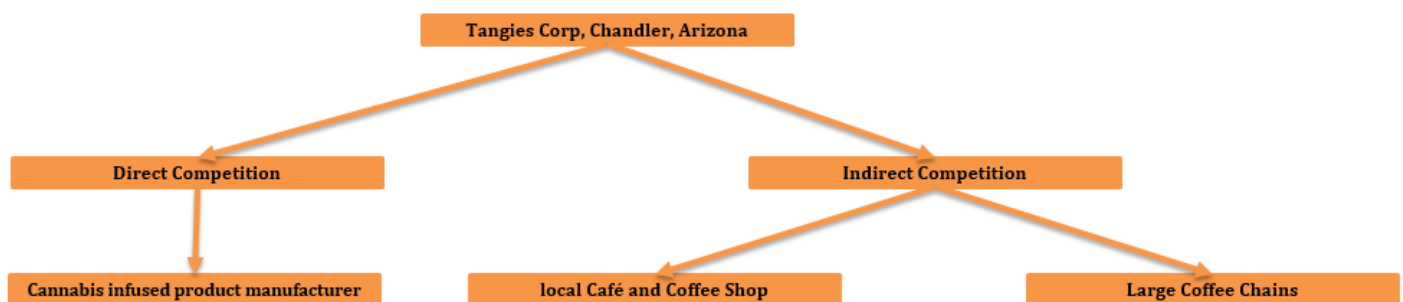 Tangies Corp, Chandler, Arizona
Direct Competition
Indirect Competition
Cannabis infused product manufacturer
local Café and Coffee Shop
Large Coffee Chains